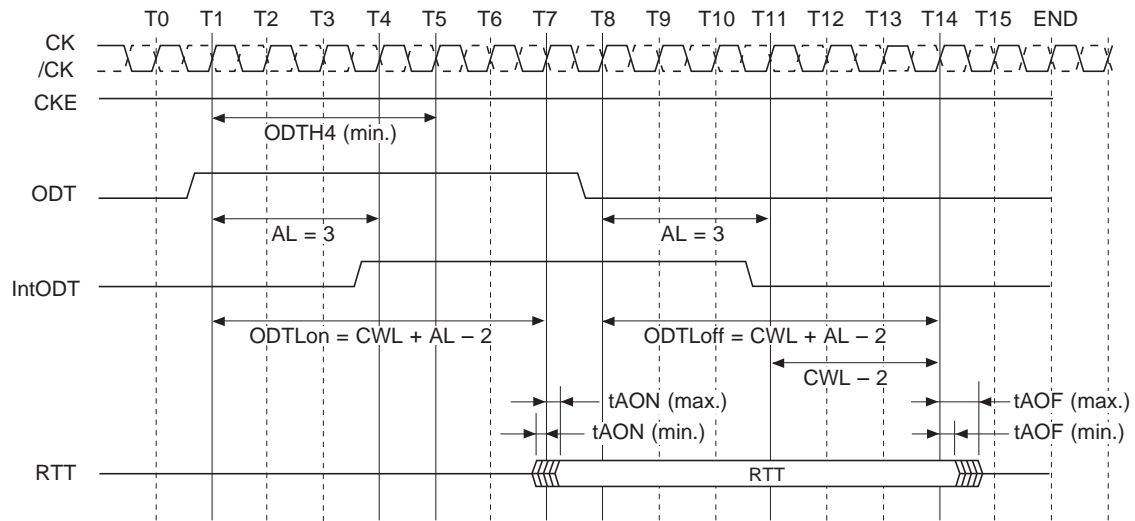 T0 T1 T2 T3 T4 T5 T6 T7 T8 T9 T10 T11 T12 T13 T14 T15 END
CK
/CK
CKE
ODTH4 (min.)
ODT
AL = 3 AL = 3
IntODT
ODTLon = CWL + AL – 2 ODTLoff = CWL + AL – 2
CWL – 2
tAON (max.) tAOF (max.)
tAON (min.) tAOF (min.)
RTT RTT